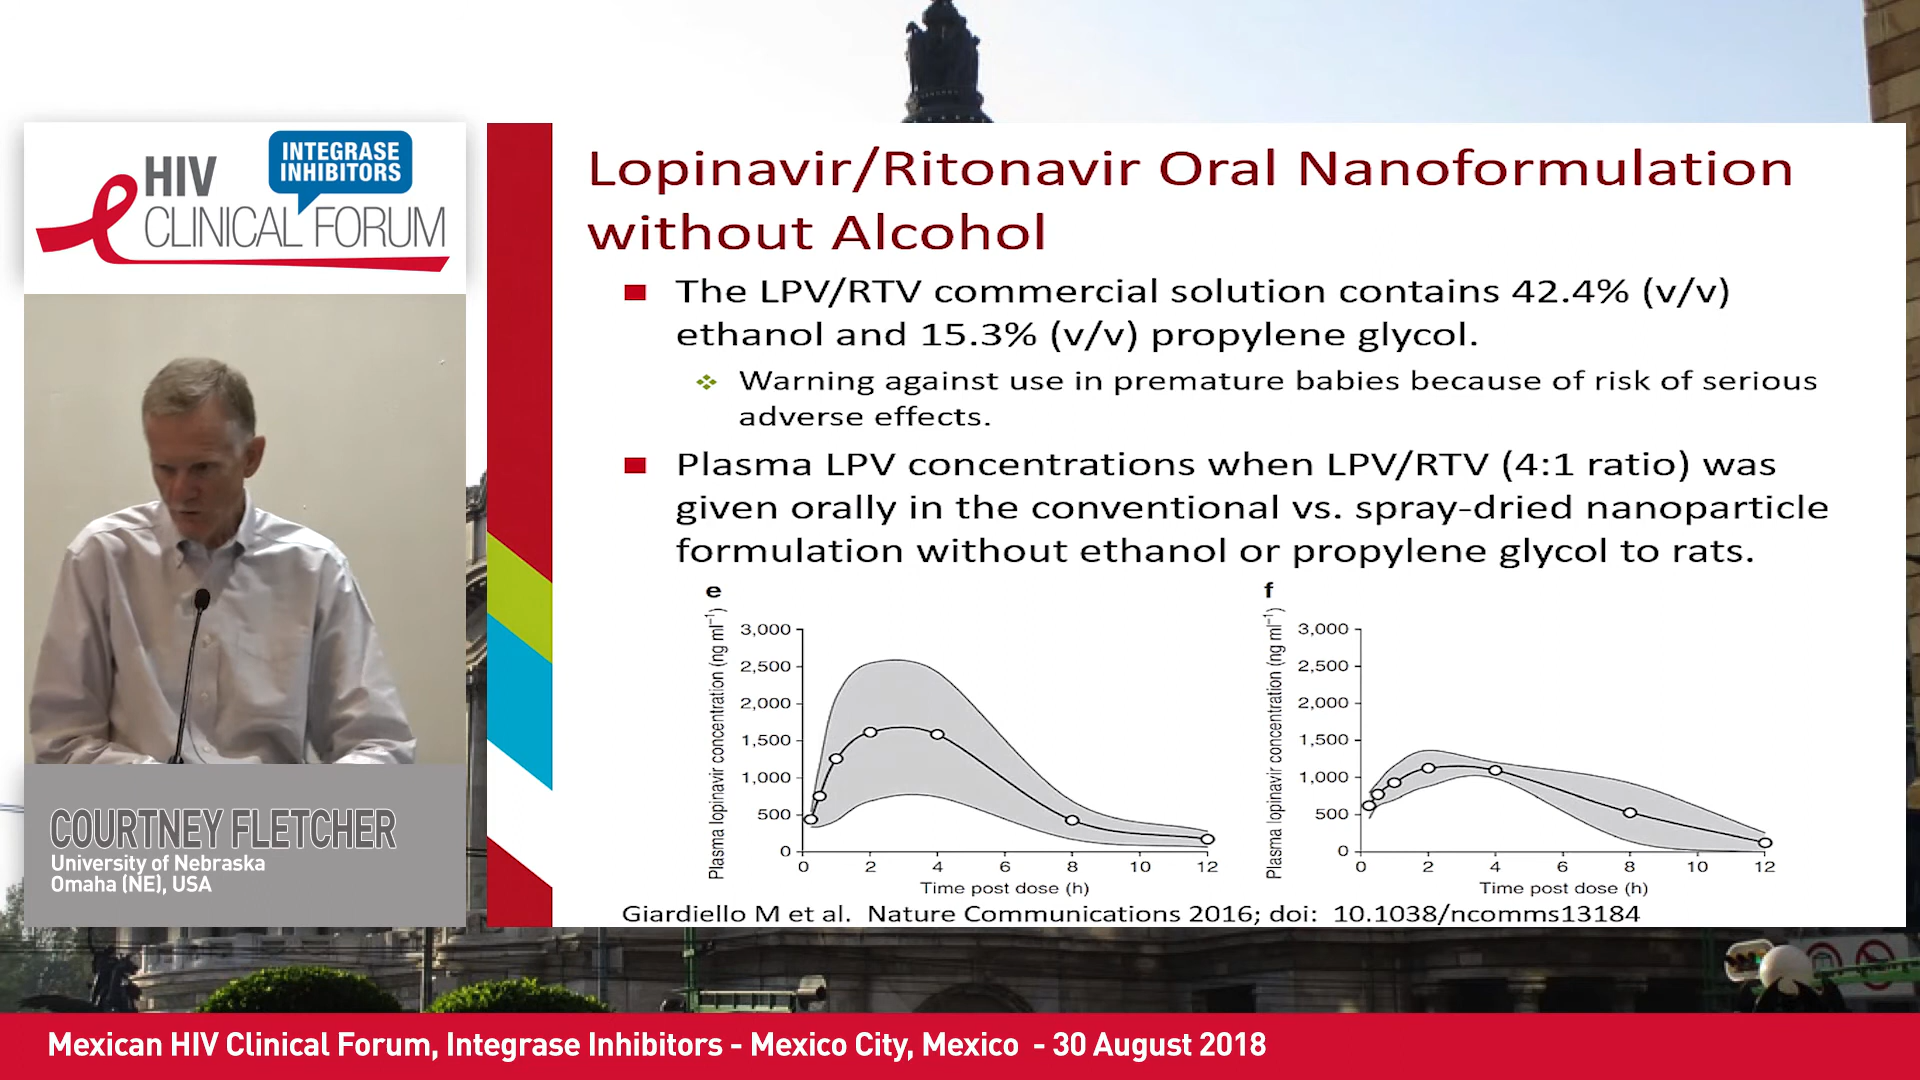 HIV
INTEGRASE
INHIBITORS
CLINICAL FORUM
COURTNEY FLETCHER
University of Nebraska
Omaha (NE), USA
Lopinavir/Ritonavir Oral Nanoformulation
without Alcohol
The LPV/RTV commercial solution contains 42.4% (v/v)
ethanol and 15.3% (v/v) propylene glycol.
Warning against use in premature babies because of risk of serious
adverse effects.
Plasma LPV concentrations when LPV/RTV (4:1 ratio) was
given orally in the conventional vs. spray-dried nanoparticle
formulation without ethanol or propylene glycol to rats.
e
Plasma lopinavir concentration (ng ml⁻¹)
3,000
2,500
2,000
1,500
1,000
500
0
0 2 4 6 8 10 12
Time post dose (h)
f
Plasma lopinavir concentration (ng ml⁻¹)
3,000
2,500
2,000
1,500
1,000
500
0
0 2 4 6 8 10 12
Time post dose (h)
Giardiello M et al. Nature Communications 2016; doi: 10.1038/ncomms13184
Mexican HIV Clinical Forum, Integrase Inhibitors - Mexico City, Mexico - 30 August 2018